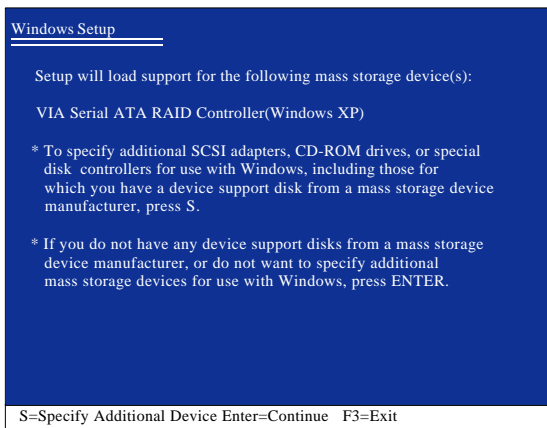 Windows Setup
Setup will load support for the following mass storage device(s):
VIA Serial ATA RAID Controller(Windows XP)
* To specify additional SCSI adapters, CD-ROM drives, or special
disk controllers for use with Windows, including those for
which you have a device support disk from a mass storage device
manufacturer, press S.
* If you do not have any device support disks from a mass storage
device manufacturer, or do not want to specify additional
mass storage devices for use with Windows, press ENTER.
S=Specify Additional Device Enter=Continue F3=Exit